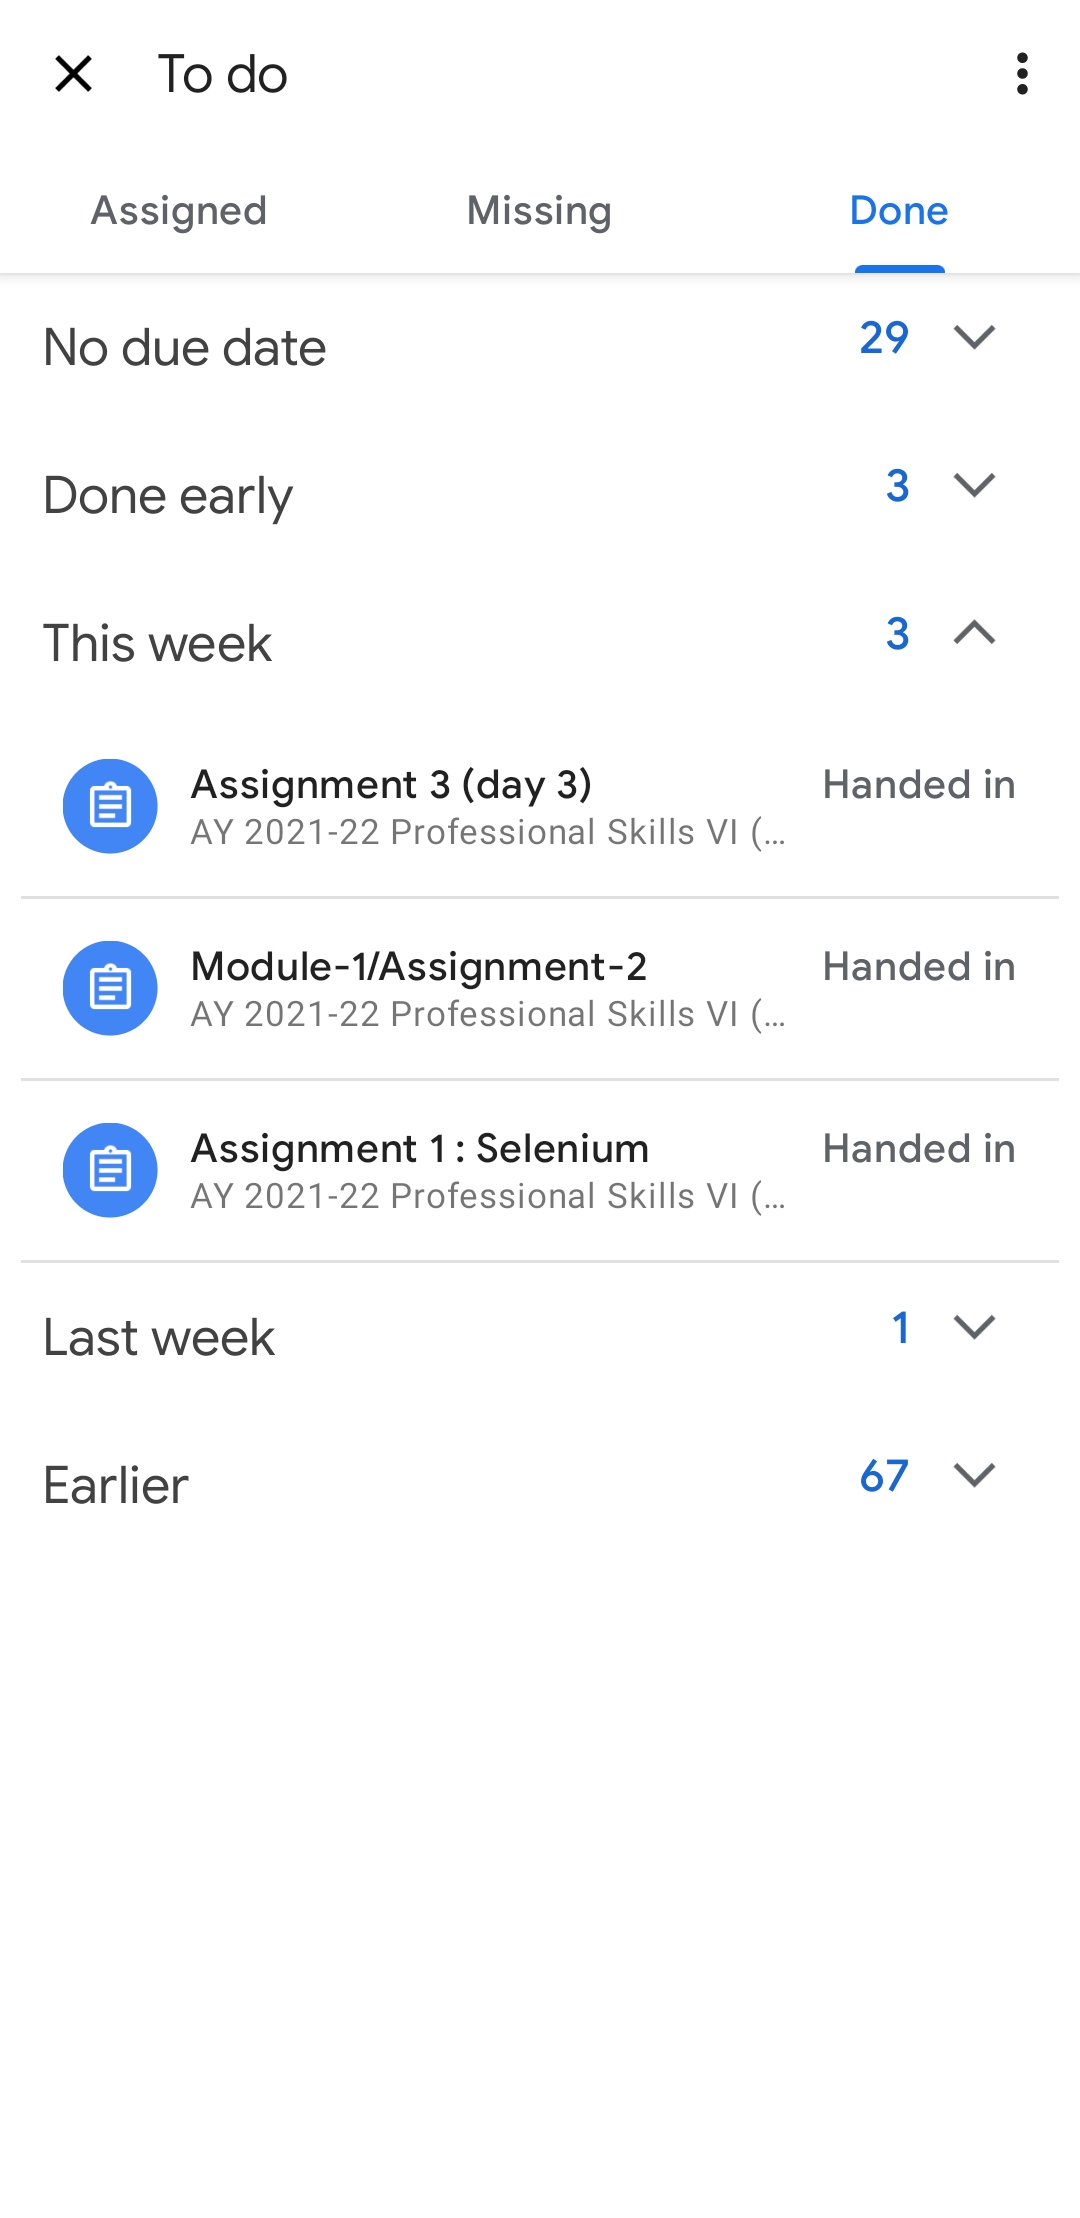 To do
Assigned Missing Done
No due date 29
Done early 3
This week 3
Assignment 3 (day 3) Handed in
AY 2021-22 Professional Skills VI (...
Module-1/Assignment-2 Handed in
AY 2021-22 Professional Skills VI (...
Assignment 1 : Selenium Handed in
AY 2021-22 Professional Skills VI (...
Last week 1
Earlier 67